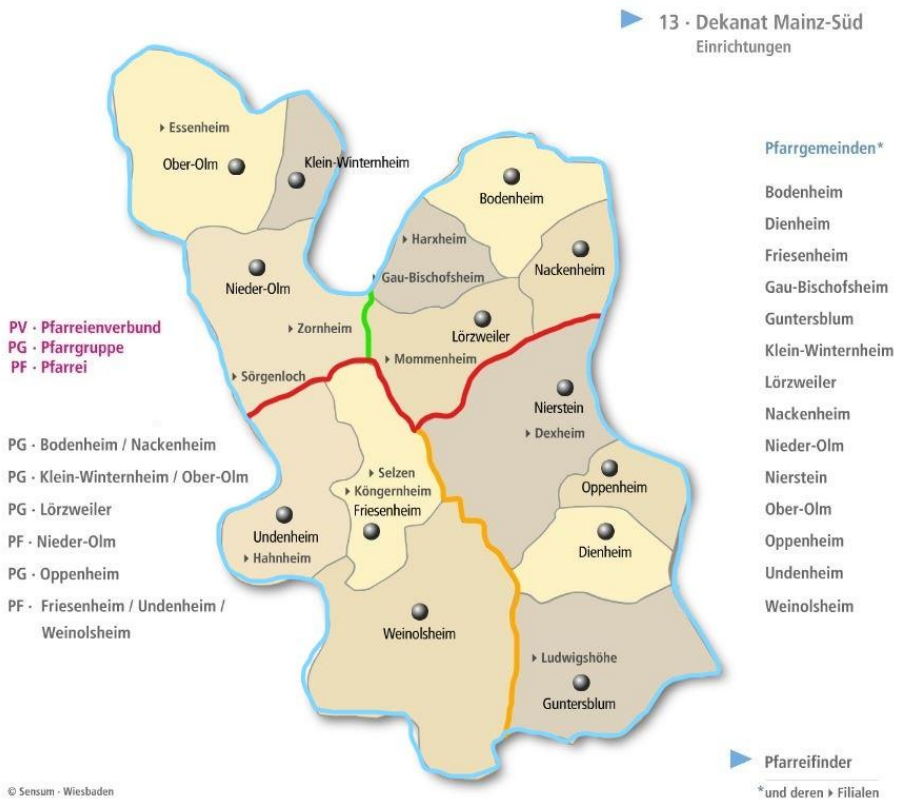 13 · Dekanat Mainz-Süd
Einrichtungen
Essenheim
Ober-Olm
Klein-Winternheim
Bodenheim
Harxheim
Gau-Bischofsheim
Nackenheim
Nieder-Olm
Zornheim
Lörzweiler
Mommenheim
Sörgenloch
Nierstein
Dexheim
Selzen
Köngernheim
Friesenheim
Oppenheim
Undenheim
Hahnheim
Dienheim
Weinolsheim
Ludwigshöhe
Guntersblum
PV · Pfarreienverbund
PG · Pfarrgruppe
PF · Pfarrei
PG · Bodenheim / Nackenheim
PG · Klein-Winternheim / Ober-Olm
PG · Lörzweiler
PF · Nieder-Olm
PG · Oppenheim
PF · Friesenheim / Undenheim /
Weinolsheim
Pfarrgemeinden*
Bodenheim
Dienheim
Friesenheim
Gau-Bischofsheim
Guntersblum
Klein-Winternheim
Lörzweiler
Nackenheim
Nieder-Olm
Nierstein
Ober-Olm
Oppenheim
Undenheim
Weinolsheim
Pfarreifinder
*und deren ▸ Filialen
© Sensum · Wiesbaden